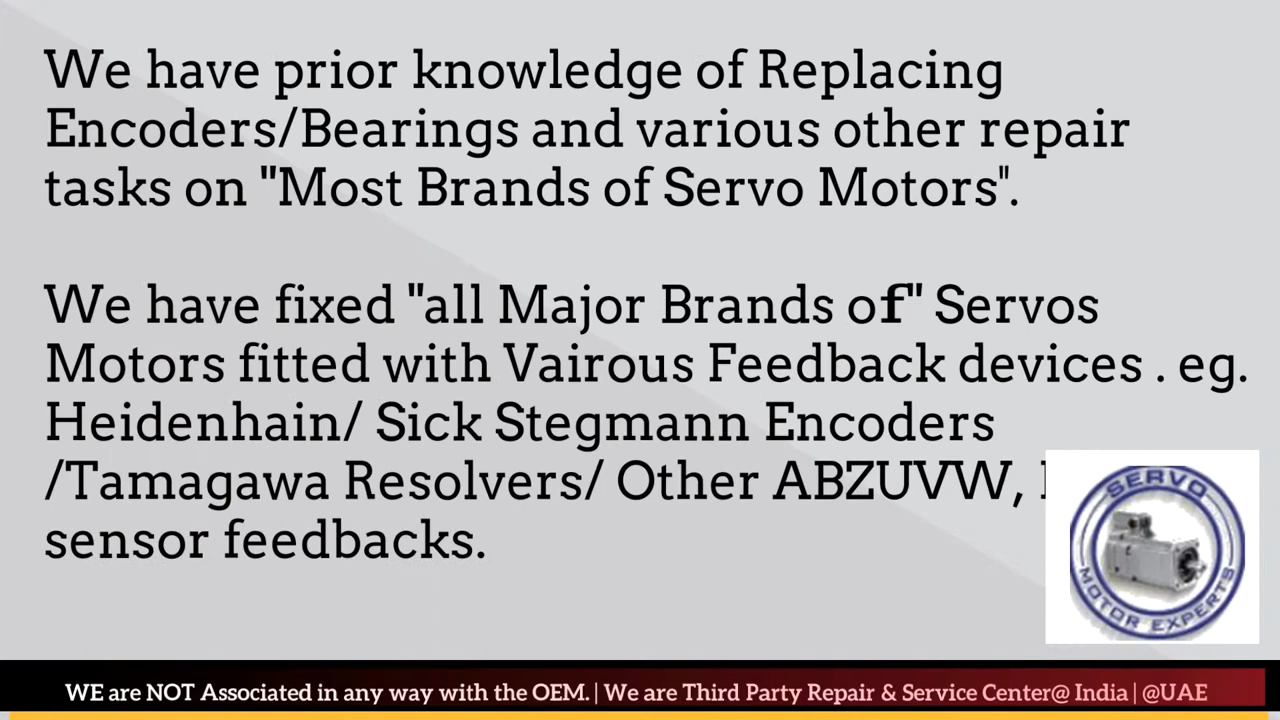 We have prior knowledge of Replacing
Encoders/Bearings and various other repair
tasks on "Most Brands of Servo Motors".
We have fixed "all Major Brands of" Servos
Motors fitted with Vairous Feedback devices . eg.
Heidenhain/ Sick Stegmann Encoders
/Tamagawa Resolvers/ Other ABZUVW,
sensor feedbacks.
SERVO
MOTOR EXPERTS
WE are NOT Associated in any way with the OEM. | We are Third Party Repair & Service Center@ India | @UAE